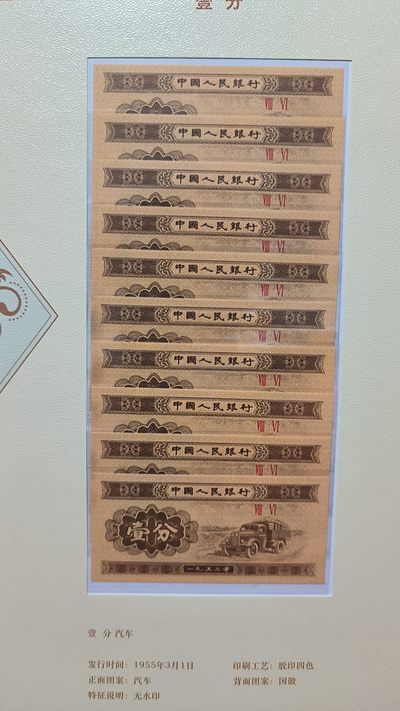 壹 分
中國人民銀行
VIII VI
中國人民銀行
VIII VI
中國人民銀行
VIII VI
中國人民銀行
VIII VI
中國人民銀行
VIII VI
中國人民銀行
VIII VI
中國人民銀行
VIII VI
中國人民銀行
VIII VI
中國人民銀行
VIII VI
中國人民銀行
VIII VI
壹分
一九五三年
壹 分 汽车
发行时间：1955年3月1日 印刷工艺：胶印四色
正面图案：汽车 背面图案：国徽
特征说明：无水印